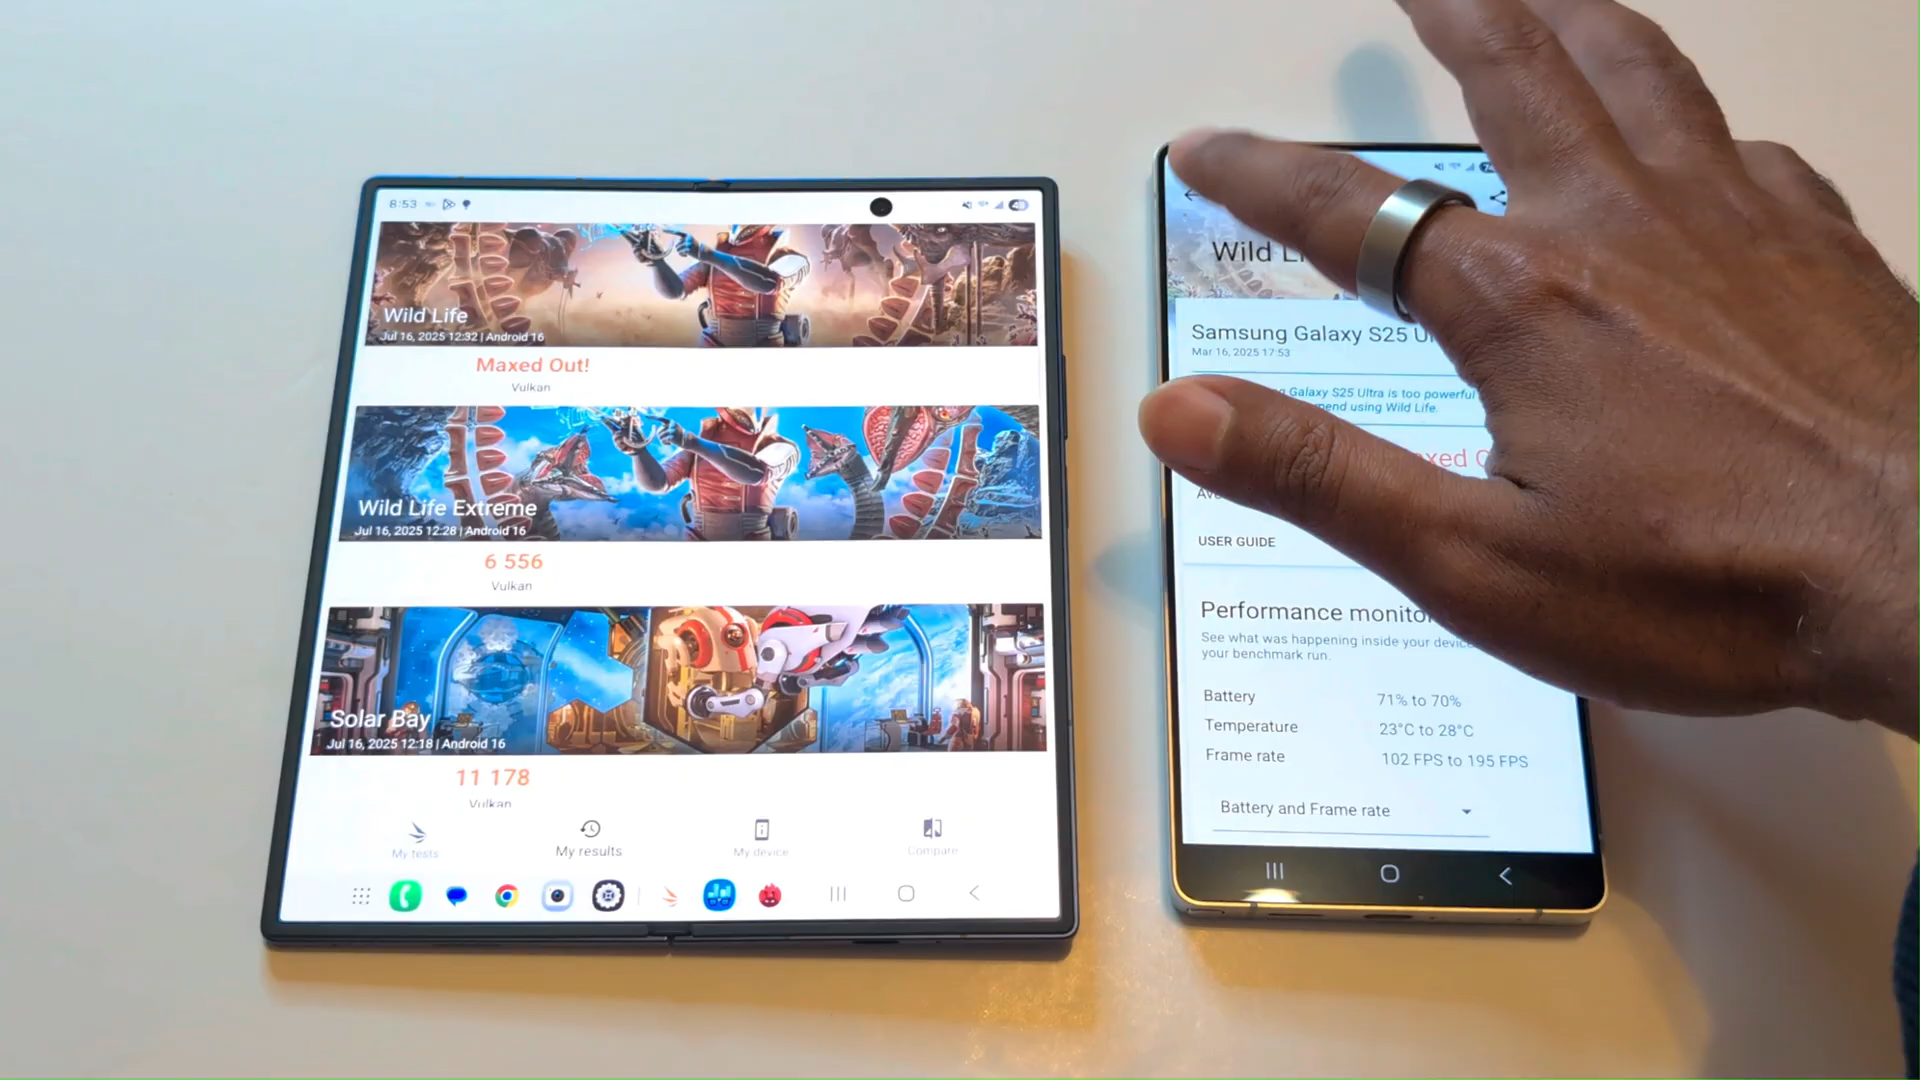 8:53
Wild Life
Jul 16, 2025 12:32 | Android 16
Maxed Out!
Vulkan
Wild Life Extreme
Jul 16, 2025 12:28 | Android 16
6 556
Vulkan
Solar Bay
Jul 16, 2025 12:18 | Android 16
11 178
Vulkan
My tests
My results
My device
Compare
Wild
Samsung Galaxy S25
Mar 16, 2025 17:53
Galaxy S25 Ultra is too powerful
using Wild Life.
USER GUIDE
Performance
See what was happening inside your
your benchmark run.
Battery
71% to 70%
Temperature
23°C to 28°C
Frame rate
102 FPS to 195 FPS
Battery and Frame rate